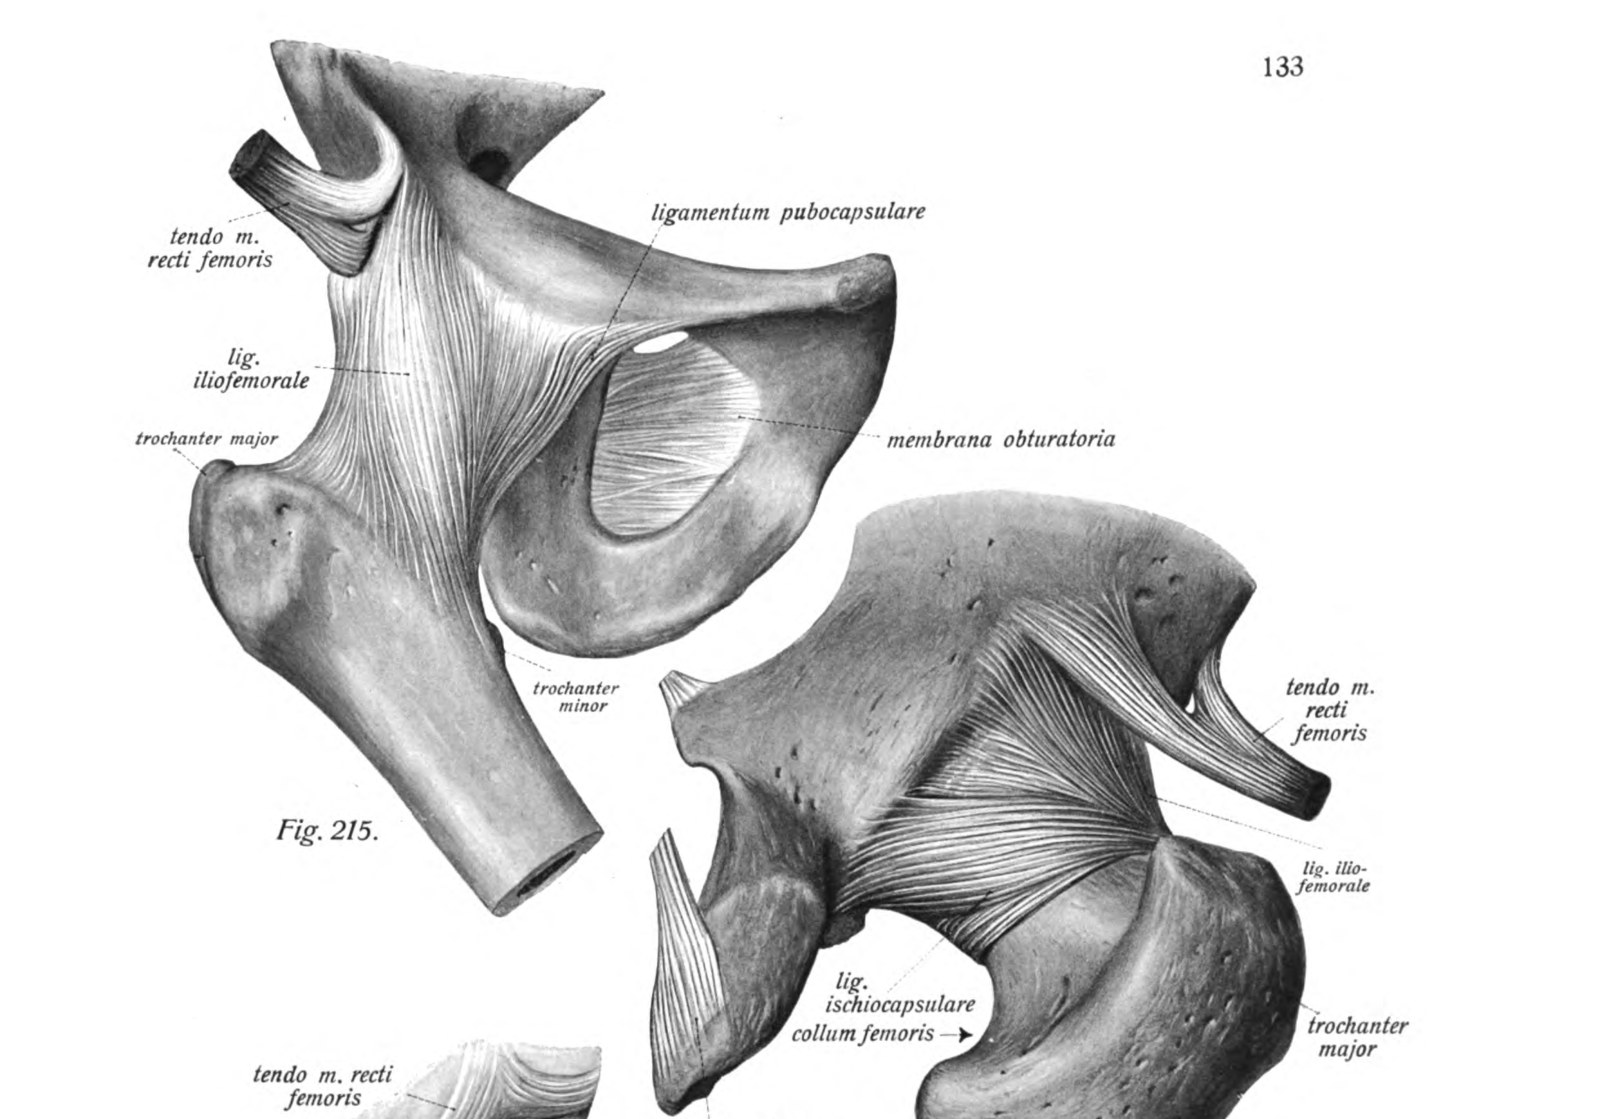 133
ligamentum pubocapsulare
tendo m.
recti femoris
lig.
iliofemorale
trochanter major
membrana obturatoria
trochanter
minor
Fig. 215.
tendo m.
recti
femoris
lig. ilio-
femorale
lig.
ischiocapsulare
collum femoris
trochanter
major
tendo m. recti
femoris